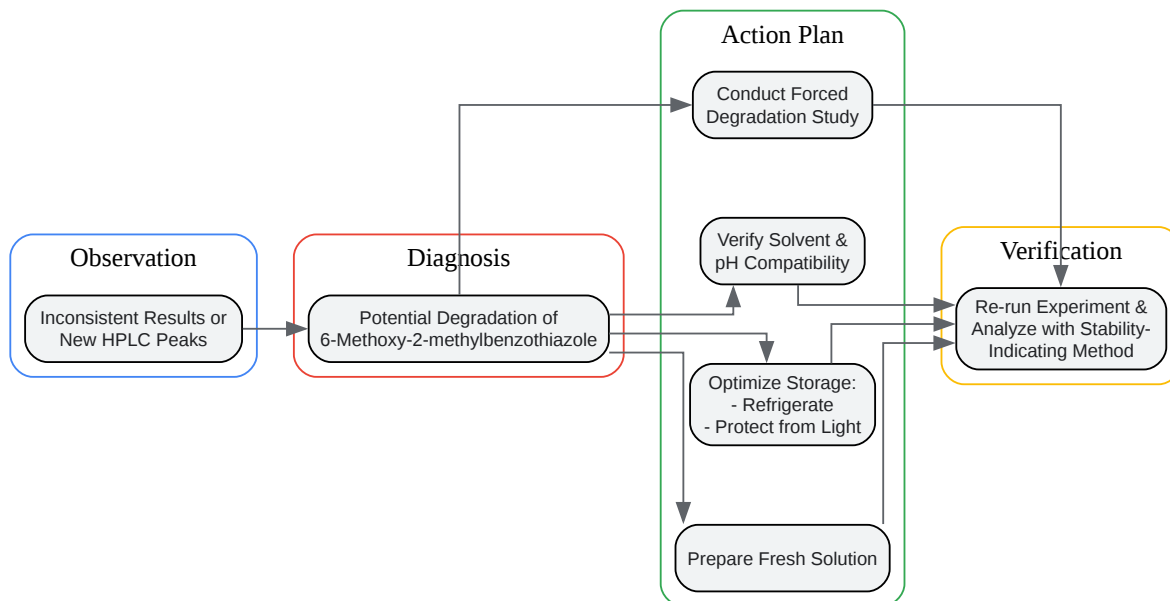 Action Plan
Conduct Forced
Degradation Study
Observation
Inconsistent Results or
New HPLC Peaks
Diagnosis
Potential Degradation of
6-Methoxy-2-methylbenzothiazole
Verify Solvent &
pH Compatibility
Optimize Storage:
- Refrigerate
- Protect from Light
Prepare Fresh Solution
Verification
Re-run Experiment &
Analyze with Stability-
Indicating Method